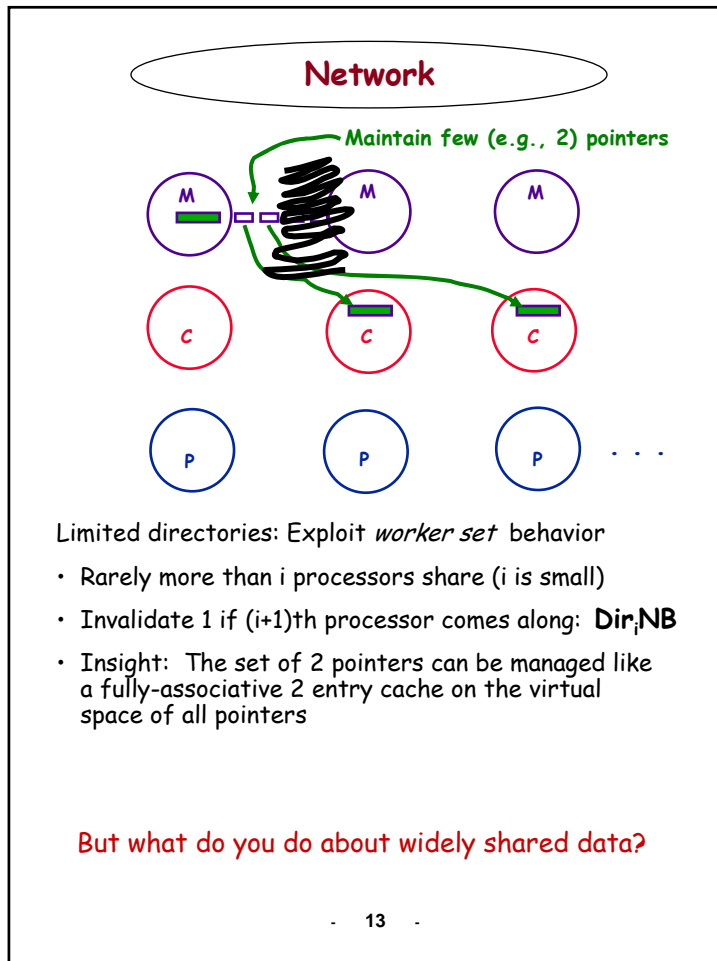 Network
Maintain few (e.g., 2) pointers
M
M
M
C
C
C
P
P
P
. . .
Limited directories: Exploit worker set behavior
• Rarely more than i processors share (i is small)
• Invalidate 1 if (i+1)th processor comes along: DiriNB
• Insight: The set of 2 pointers can be managed like
a fully-associative 2 entry cache on the virtual
space of all pointers
But what do you do about widely shared data?
- 13 -